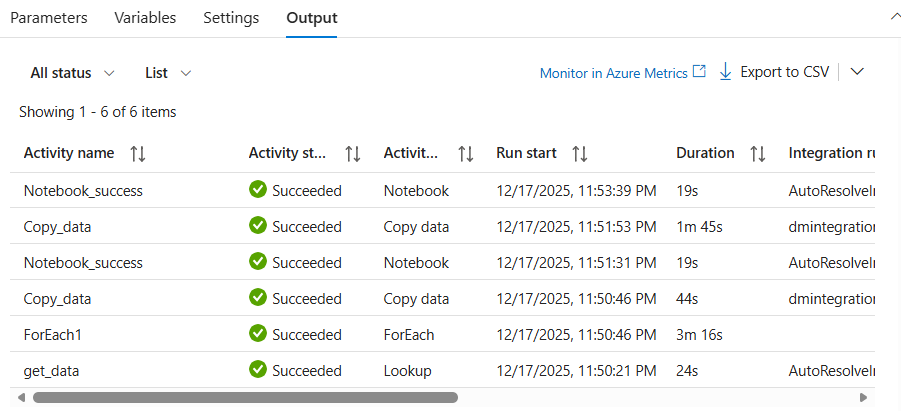 Parameters Variables Settings Output
All status List Monitor in Azure Metrics Export to CSV
Showing 1 - 6 of 6 items
Activity name Activity st... Activit... Run start Duration Integration ru
Notebook_success Succeeded Notebook 12/17/2025, 11:53:39 PM 19s AutoResolveIn
Copy_data Succeeded Copy data 12/17/2025, 11:51:53 PM 1m 45s dmintegration
Notebook_success Succeeded Notebook 12/17/2025, 11:51:31 PM 19s AutoResolveIn
Copy_data Succeeded Copy data 12/17/2025, 11:50:46 PM 44s dmintegration
ForEach1 Succeeded ForEach 12/17/2025, 11:50:46 PM 3m 16s
get_data Succeeded Lookup 12/17/2025, 11:50:21 PM 24s AutoResolveIn